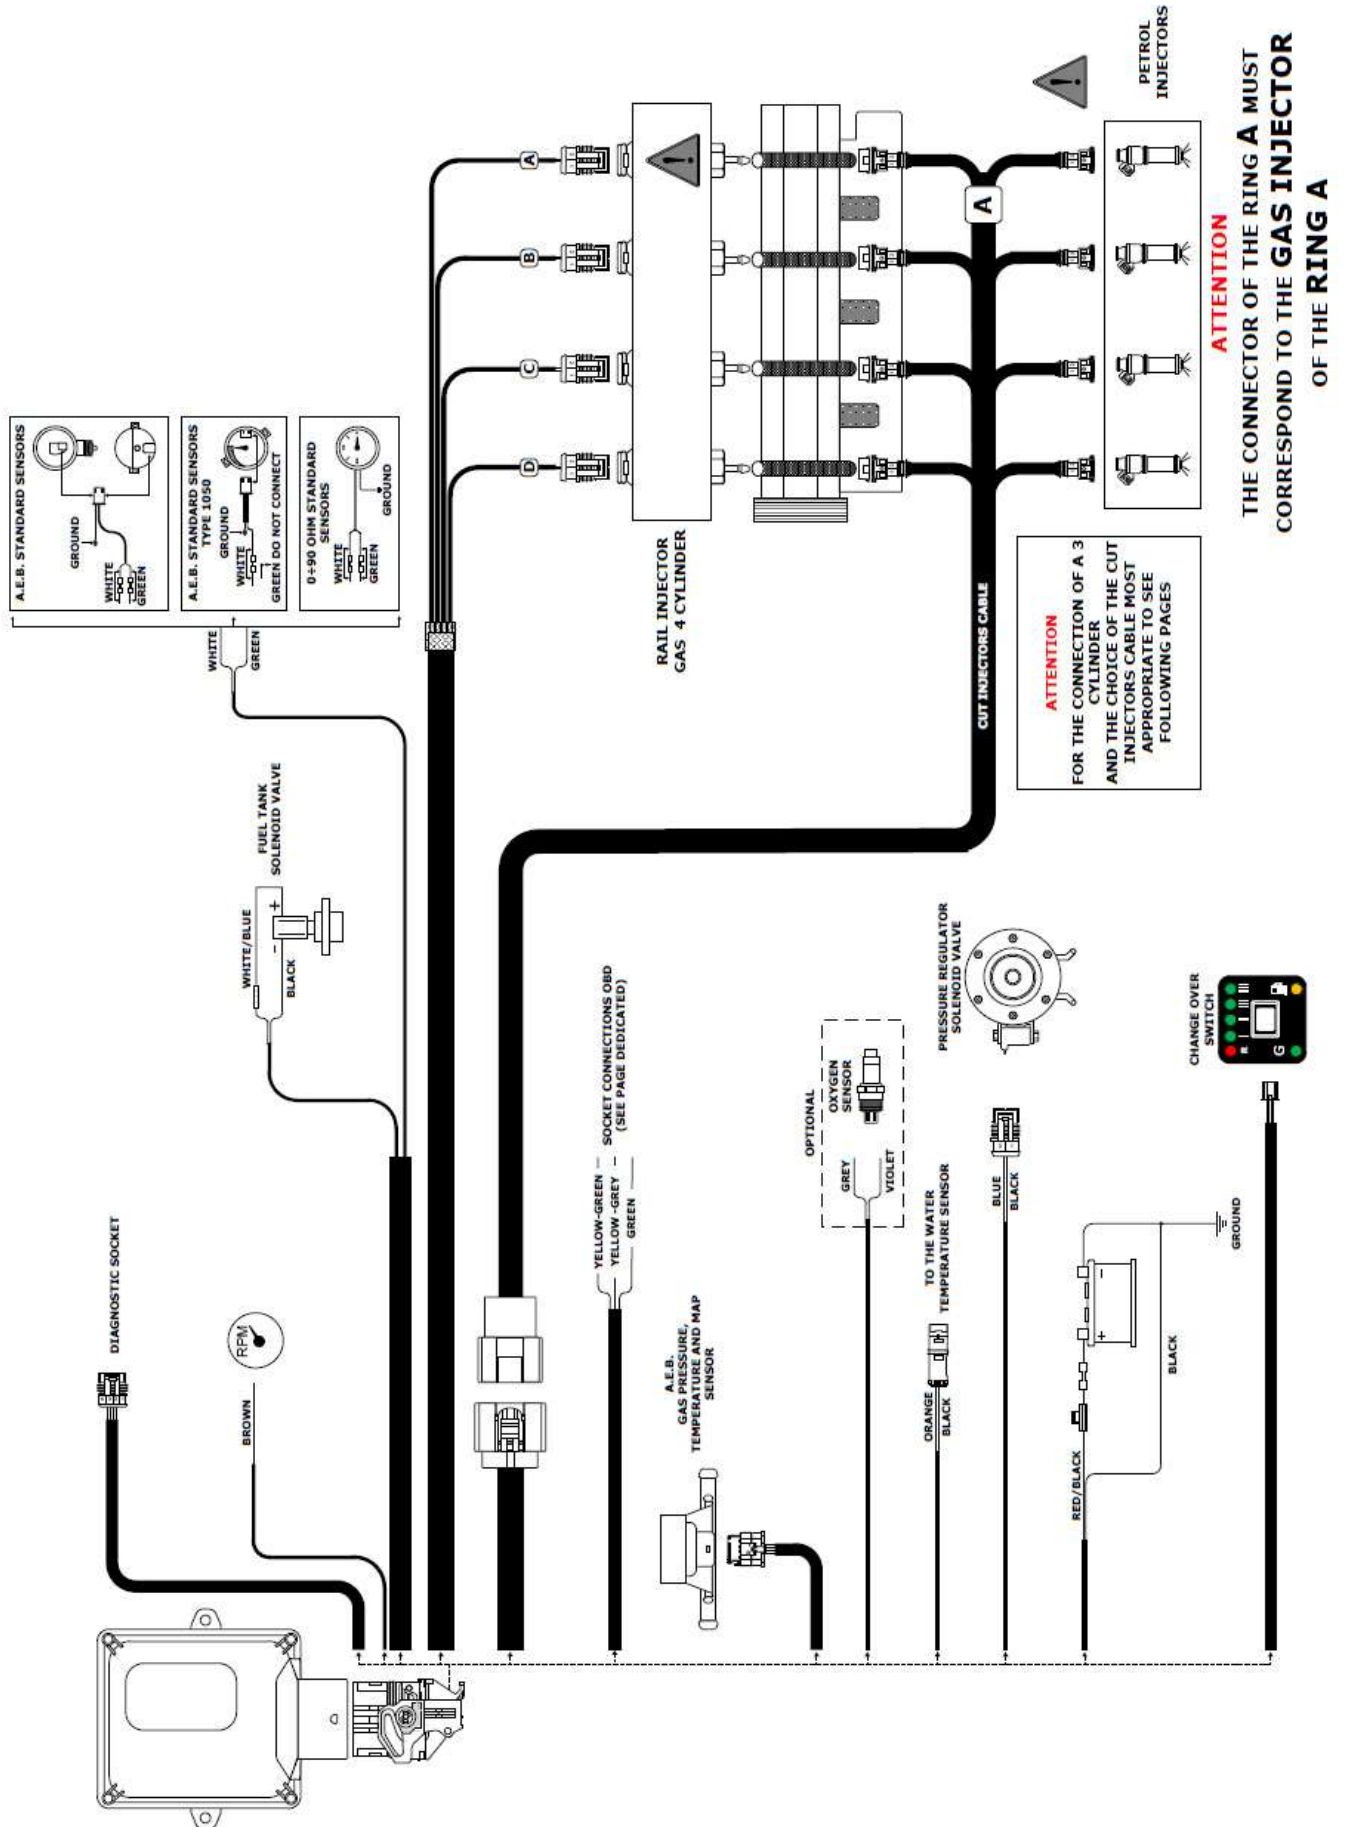 DIAGNOSTIC SOCKET
RPM
BROWN
FUEL TANK
SOLENOID VALVE
WHITE/BLUE
+
-
BLACK
WHITE
GREEN
A.E.B. STANDARD SENSORS
GROUND
WHITE
GREEN
A.E.B. STANDARD SENSORS
TYPE 1050
GROUND
WHITE
GREEN DO NOT CONNECT
0÷90 OHM STANDARD
SENSORS
WHITE
GREEN
GROUND
A
B
C
D
RAIL INJECTOR
GAS 4 CYLINDER
!
A
CUT INJECTORS CABLE
!
PETROL
INJECTORS
ATTENTION
THE CONNECTOR OF THE RING A MUST
CORRESPOND TO THE GAS INJECTOR
OF THE RING A
ATTENTION
FOR THE CONNECTION OF A 3
CYLINDER
AND THE CHOICE OF THE CUT
INJECTORS CABLE MOST
APPROPRIATE TO SEE
FOLLOWING PAGES
YELLOW-GREEN
YELLOW -GREY
GREEN
SOCKET CONNECTIONS OBD
(SEE PAGE DEDICATED)
A.E.B.
GAS PRESSURE,
TEMPERATURE AND MAP
SENSOR
OPTIONAL
OXYGEN
SENSOR
GREY
VIOLET
TO THE WATER
TEMPERATURE SENSOR
ORANGE
BLACK
PRESSURE REGULATOR
SOLENOID VALVE
BLUE
BLACK
RED/BLACK
+
-
BLACK
GROUND
CHANGE OVER
SWITCH
R
G